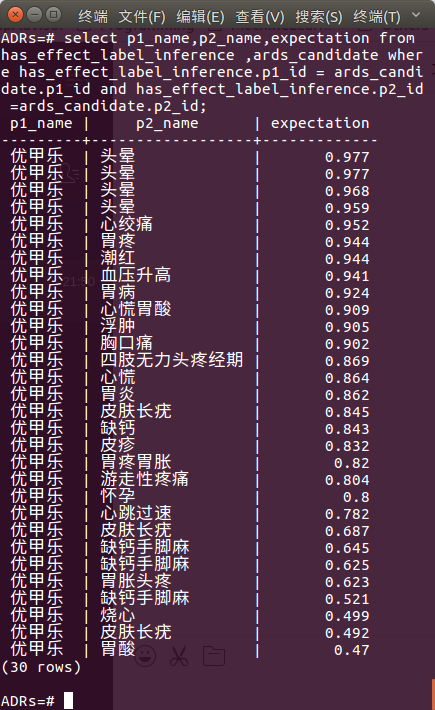 终端 终端 文件(F) 编辑(E) 查看(V) 搜索(S) 终端(T)
ADRs=# select p1_name,p2_name,expectation from
has_effect_label_inference ,ards_candidate wher
e has_effect_label_inference.p1_id = ards_candi
date.p1_id and has_effect_label_inference.p2_id
=ards_candidate.p2_id;
p1_name | p2_name | expectation
---------+------------------+-------------
优甲乐 | 头晕 | 0.977
优甲乐 | 头晕 | 0.977
优甲乐 | 头晕 | 0.968
优甲乐 | 头晕 | 0.959
优甲乐 | 心绞痛 | 0.952
优甲乐 | 胃疼 | 0.944
优甲乐 | 潮红 | 0.944
优甲乐 | 血压升高 | 0.941
优甲乐 | 胃病 | 0.924
优甲乐 | 心慌胃酸 | 0.909
优甲乐 | 浮肿 | 0.905
优甲乐 | 胸口痛 | 0.902
优甲乐 | 四肢无力头疼经期 | 0.869
优甲乐 | 心慌 | 0.864
优甲乐 | 胃炎 | 0.862
优甲乐 | 皮肤长疣 | 0.845
优甲乐 | 缺钙 | 0.843
优甲乐 | 皮疹 | 0.832
优甲乐 | 胃疼胃胀 | 0.82
优甲乐 | 游走性疼痛 | 0.804
优甲乐 | 怀孕 | 0.8
优甲乐 | 心跳过速 | 0.782
优甲乐 | 皮肤长疣 | 0.687
优甲乐 | 缺钙手脚麻 | 0.645
优甲乐 | 缺钙手脚麻 | 0.625
优甲乐 | 胃胀头疼 | 0.623
优甲乐 | 缺钙手脚麻 | 0.521
优甲乐 | 烧心 | 0.499
优甲乐 | 皮肤长疣 | 0.492
优甲乐 | 胃酸 | 0.47
(30 rows)
ADRs=#